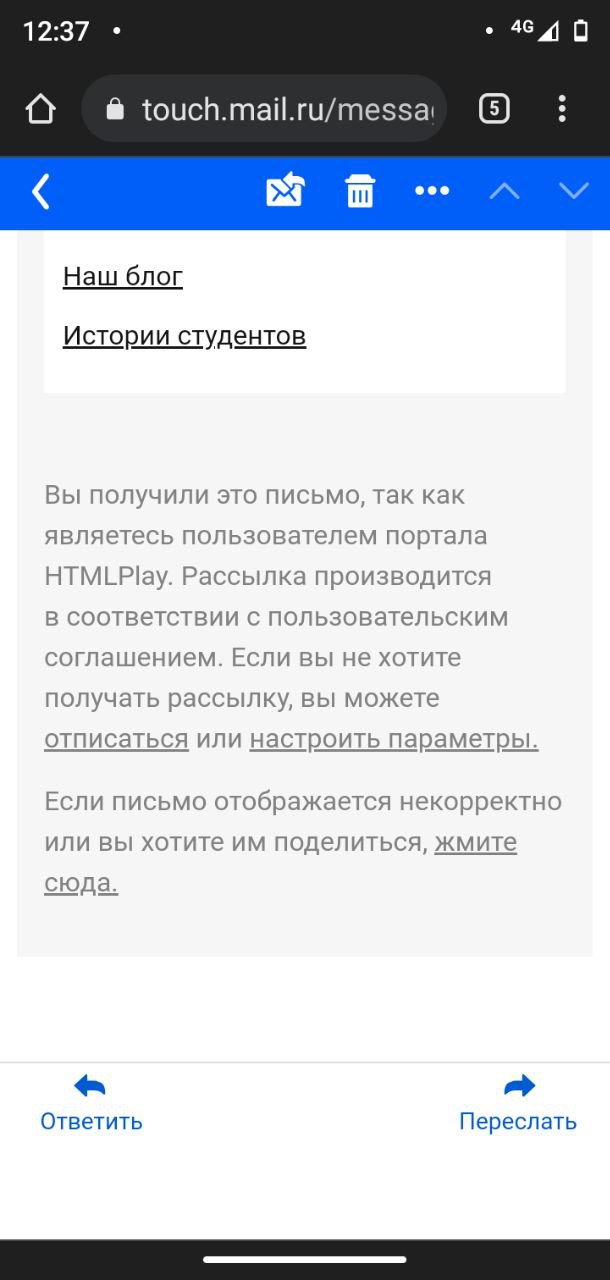 12:37
4G
touch.mail.ru/messa
5
Наш блог
Истории студентов
Вы получили это письмо, так как
являетесь пользователем портала
HTMLPlay. Рассылка производится
в соответствии с пользовательским
соглашением. Если вы не хотите
получать рассылку, вы можете
отписаться или настроить параметры.
Если письмо отображается некорректно
или вы хотите им поделиться, жмите
сюда.
Ответить
Переслать